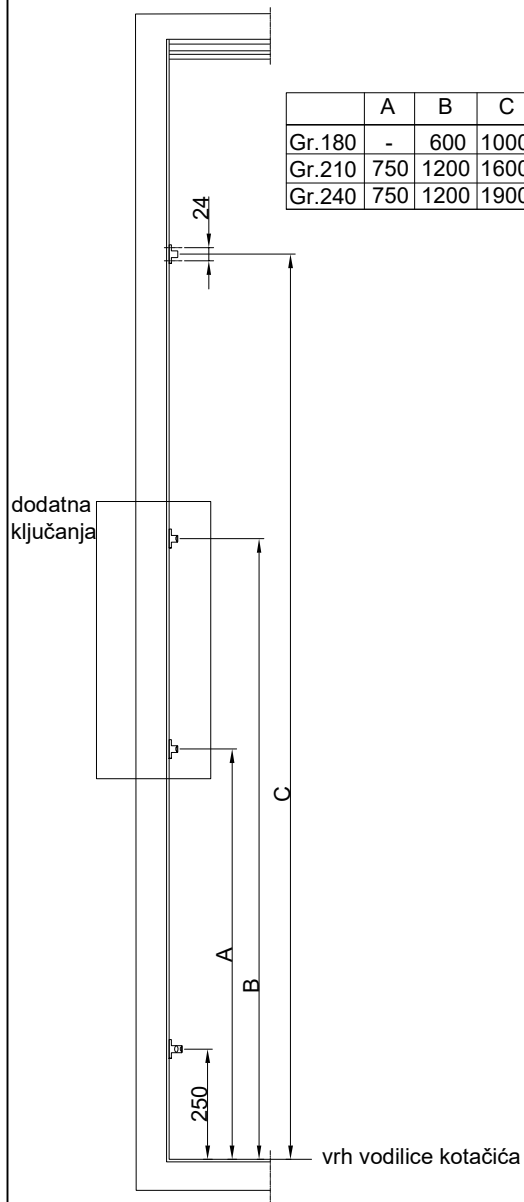 A B C
Gr.180 - 600 1000
Gr.210 750 1200 1600
Gr.240 750 1200 1900
24
dodatna
ključanja
C
A
B
250
vrh vodilice kotačića